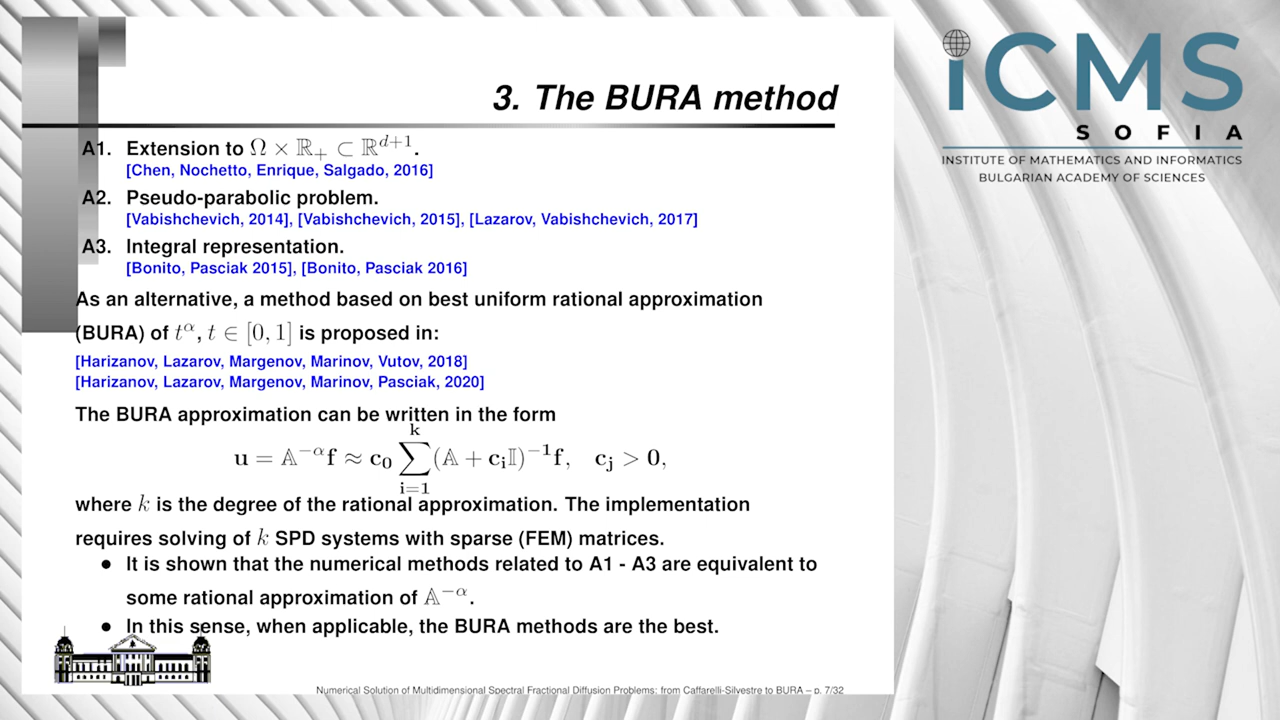 3. The BURA method
A1. Extension to Ω × ℝ₊ ⊂ ℝᵈ⁺¹.
[Chen, Nochetto, Enrique, Salgado, 2016]
A2. Pseudo-parabolic problem.
[Vabishchevich, 2014], [Vabishchevich, 2015], [Lazarov, Vabishchevich, 2017]
A3. Integral representation.
[Bonito, Pasciak 2015], [Bonito, Pasciak 2016]
As an alternative, a method based on best uniform rational approximation
(BURA) of t^α, t ∈ [0, 1] is proposed in:
[Harizanov, Lazarov, Margenov, Marinov, Vutov, 2018]
[Harizanov, Lazarov, Margenov, Marinov, Pasciak, 2020]
The BURA approximation can be written in the form
u = 𝔸^{−α}f ≈ c₀ ∑_{i=1}^{k} (𝔸 + c_i𝕀)^{−1}f, c_j > 0,
where k is the degree of the rational approximation. The implementation
requires solving of k SPD systems with sparse (FEM) matrices.
• It is shown that the numerical methods related to A1 - A3 are equivalent to
some rational approximation of 𝔸^{−α}.
• In this sense, when applicable, the BURA methods are the best.
Numerical Solution of Multidimensional Spectral Fractional Diffusion Problems: from Caffarelli-Silvestre to BURA – p. 7/32
iCMS
SOFIA
INSTITUTE OF MATHEMATICS AND INFORMATICS
BULGARIAN ACADEMY OF SCIENCES